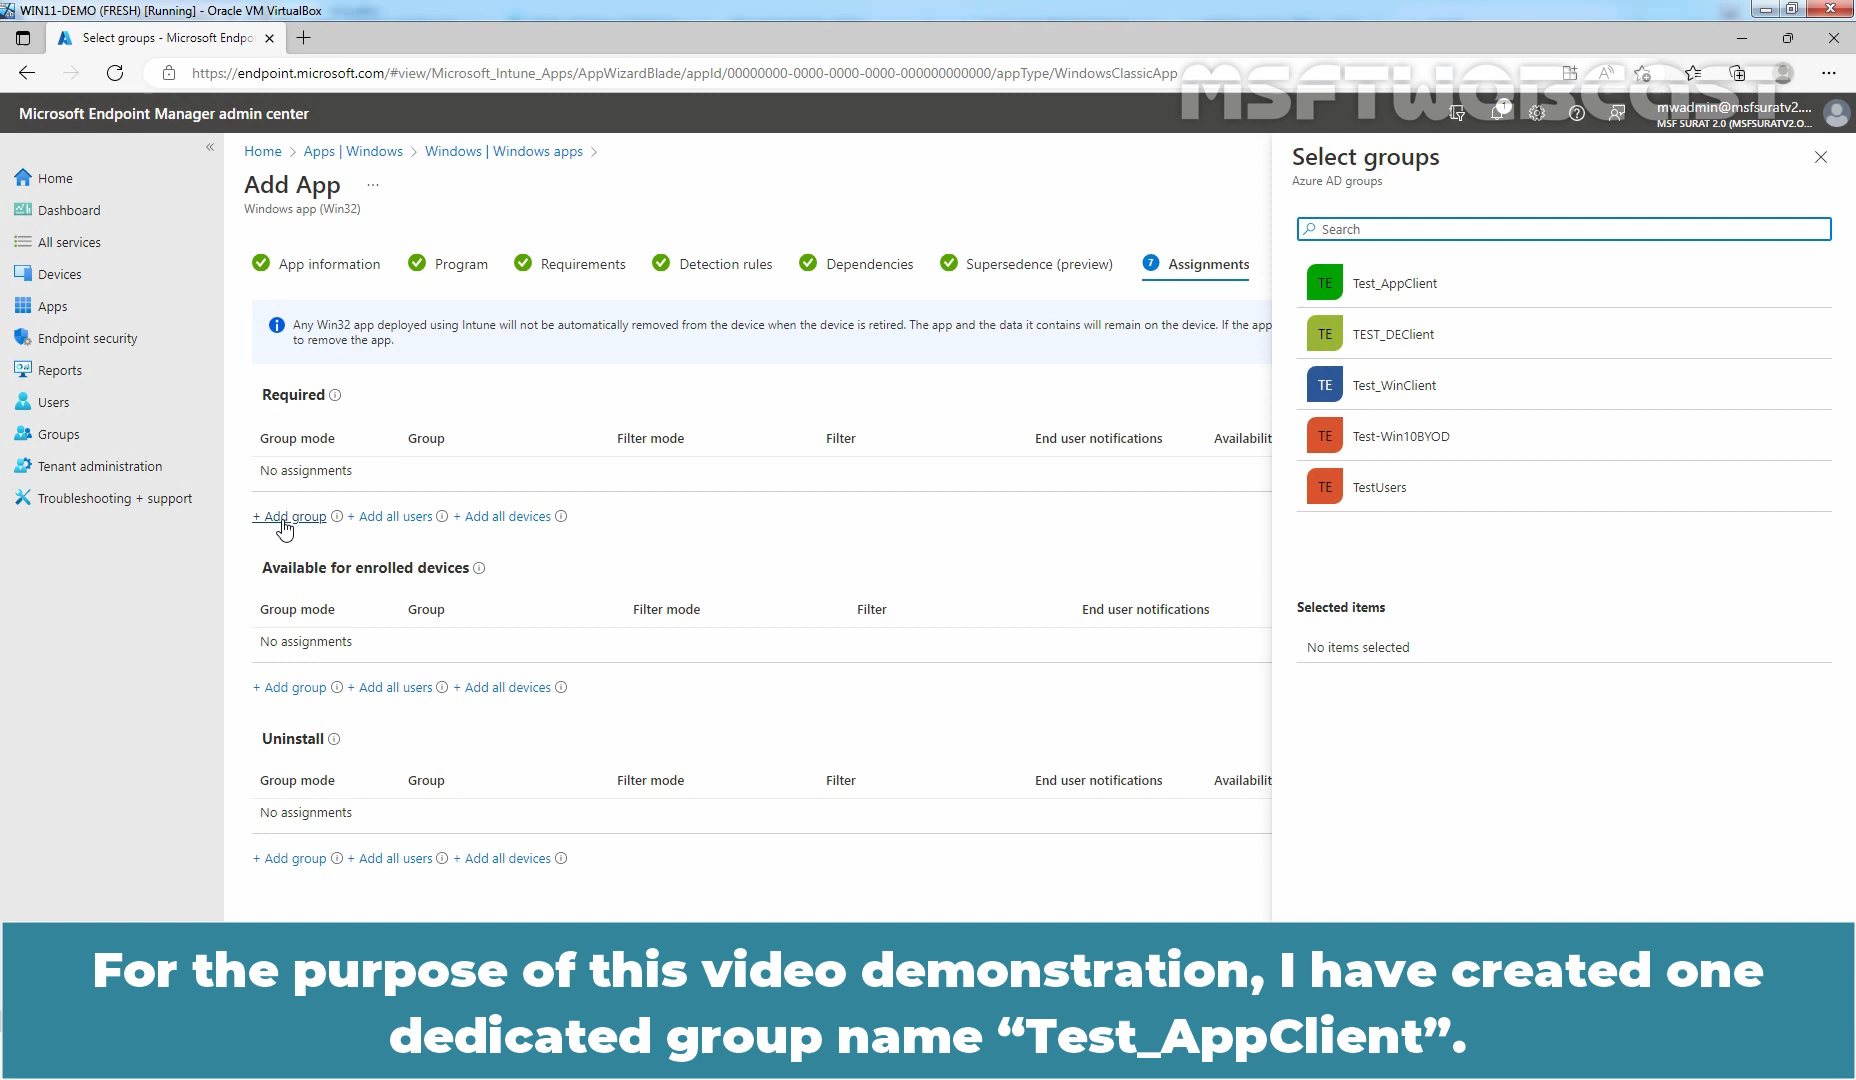 WIN11-DEMO (FRESH) [Running] - Oracle VM VirtualBox
Select groups - Microsoft Endpo
https://endpoint.microsoft.com/#view/Microsoft_Intune_Apps/AppWizardBlade/appId/00000000-0000-0000-0000-000000000000/appType/WindowsClassicApp
MSFTWEBCAST
Microsoft Endpoint Manager admin center
1
mwadmin@msfsuratv2....
MSF SURAT 2.0 (MSFSURATV2.O...
Home
Dashboard
All services
Devices
Apps
Endpoint security
Reports
Users
Groups
Tenant administration
Troubleshooting + support
Home > Apps | Windows > Windows | Windows apps >
Add App ...
Windows app (Win32)
App information
Program
Requirements
Detection rules
Dependencies
Supersedence (preview)
7 Assignments
Any Win32 app deployed using Intune will not be automatically removed from the device when the device is retired. The app and the data it contains will remain on the device. If the app
to remove the app.
Required
Group mode Group Filter mode Filter End user notifications Availabilit
No assignments
+ Add group + Add all users + Add all devices
Available for enrolled devices
Group mode Group Filter mode Filter End user notifications
No assignments
+ Add group + Add all users + Add all devices
Uninstall
Group mode Group Filter mode Filter End user notifications Availabilit
No assignments
+ Add group + Add all users + Add all devices
Select groups
Azure AD groups
Search
TE Test_AppClient
TE TEST_DEClient
TE Test_WinClient
TE Test-Win10BYOD
TE TestUsers
Selected items
No items selected
For the purpose of this video demonstration, I have created one
dedicated group name “Test_AppClient”.